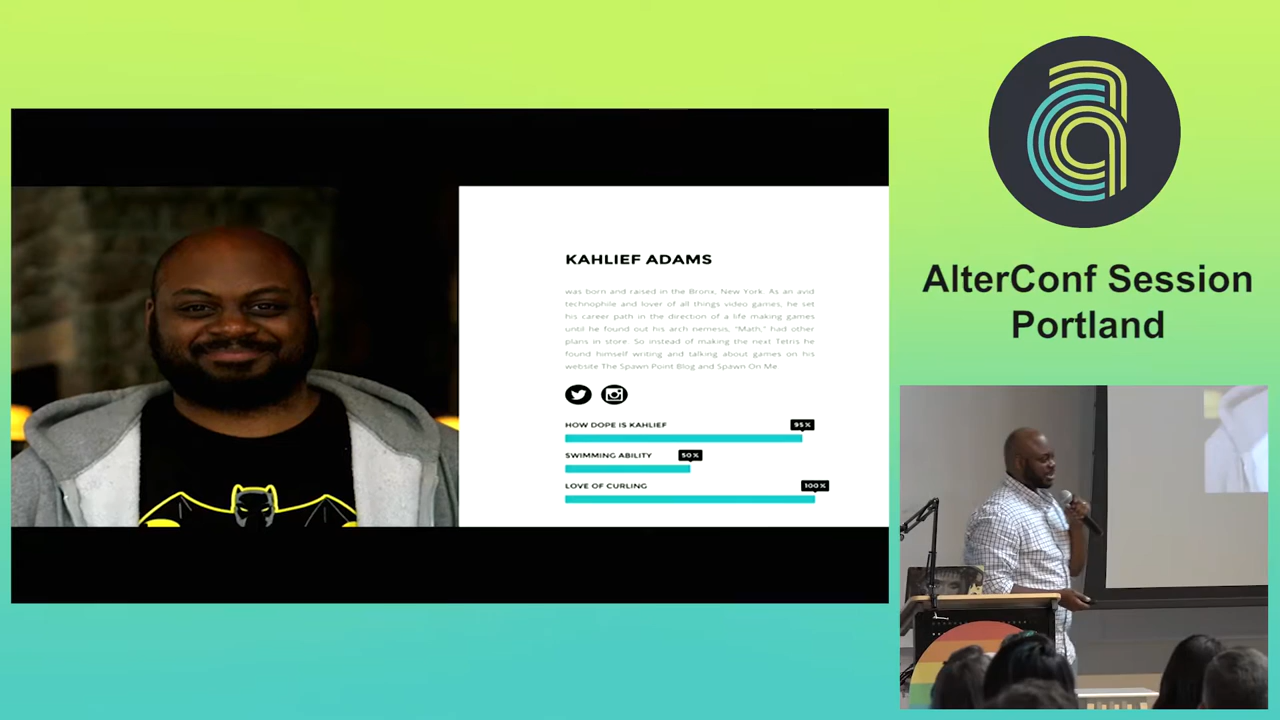 KAHLIEF ADAMS
was born and raised in the Bronx, New York. As an avid
technophile and lover of all things video games, he set
his career path in the direction of a life making games
until he found out his arch nemesis, "Math," had other
plans in store. So instead of making the next Tetris he
found himself writing and talking about games on his
website The Spawn Point Blog and Spawn On Me
HOW DOPE IS KAHLIEF 95%
SWIMMING ABILITY 50%
LOVE OF CURLING 100%
AlterConf Session
Portland